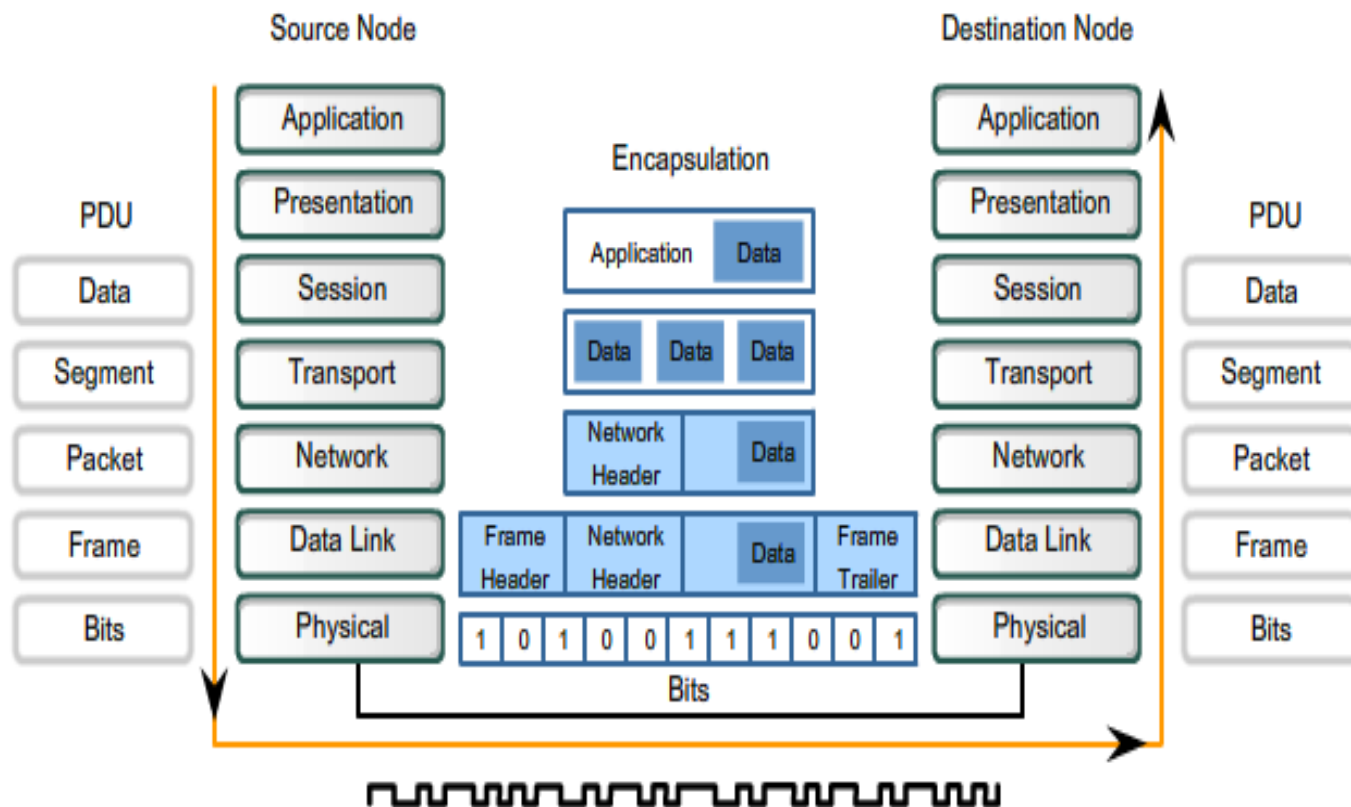 Source Node
Destination Node
Application
Application
Encapsulation
Presentation
Presentation
PDU
PDU
Application Data
Data
Session
Session
Data
Data Data Data
Segment
Transport
Transport
Segment
Network
Header
Data
Packet
Network
Network
Packet
Frame
Header
Network
Header
Data
Frame
Trailer
Frame
Data Link
Data Link
Frame
Bits
Physical
1 0 1 0 0 1 1 1 0 0 1
Physical
Bits
Bits